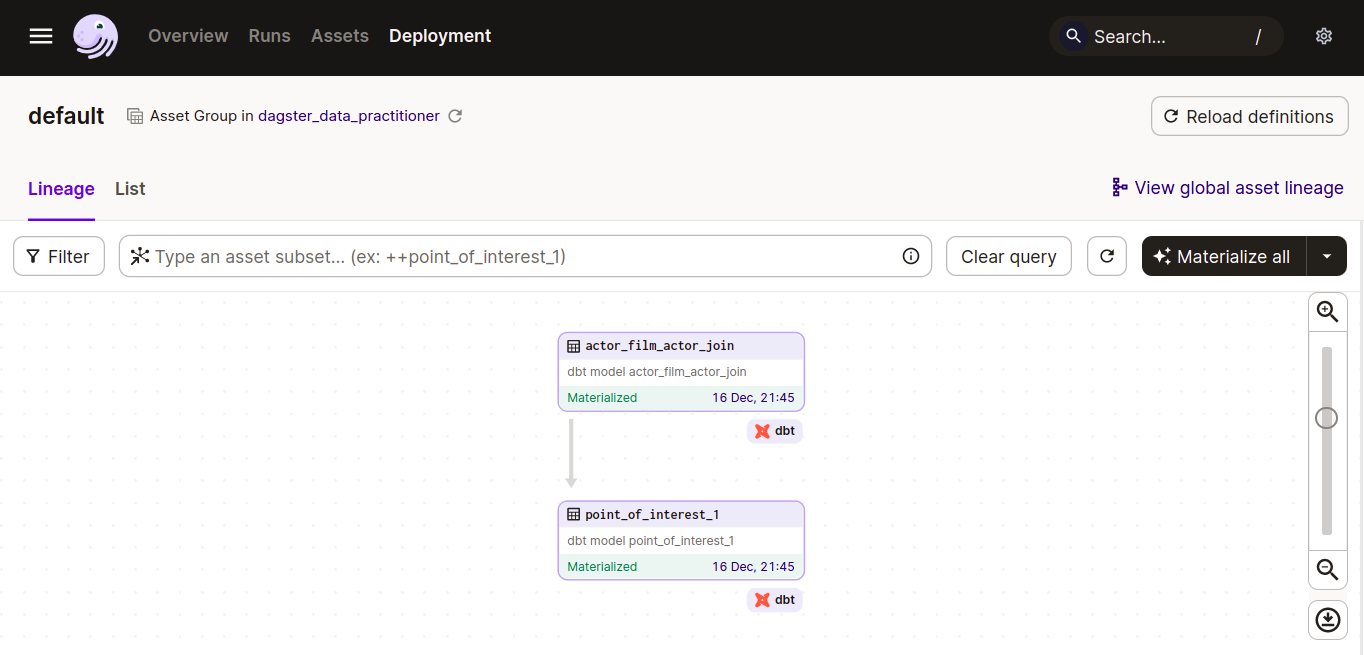 Overview Runs Assets Deployment Search... /
default Asset Group in dagster_data_practitioner Reload definitions
Lineage List View global asset lineage
Filter Type an asset subset... (ex: ++point_of_interest_1) Clear query Materialize all
actor_film_actor_join
dbt model actor_film_actor_join
Materialized 16 Dec, 21:45
dbt
point_of_interest_1
dbt model point_of_interest_1
Materialized 16 Dec, 21:45
dbt